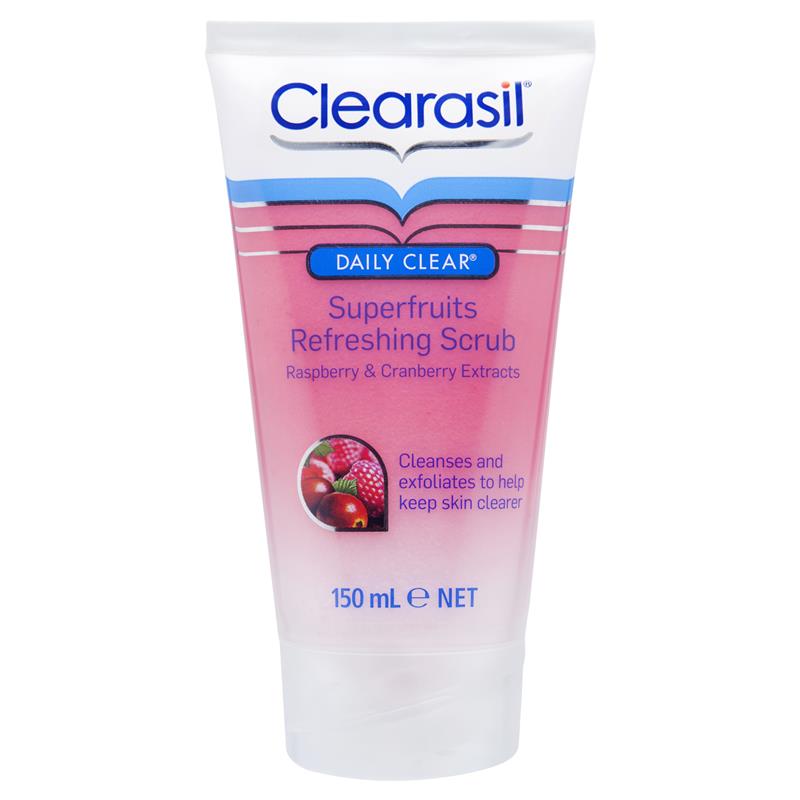 Clearasil®
DAILY CLEAR®
Superfruits
Refreshing Scrub
Raspberry & Cranberry Extracts
Cleanses and
exfoliates to help
keep skin clearer
150 mL ℮ NET